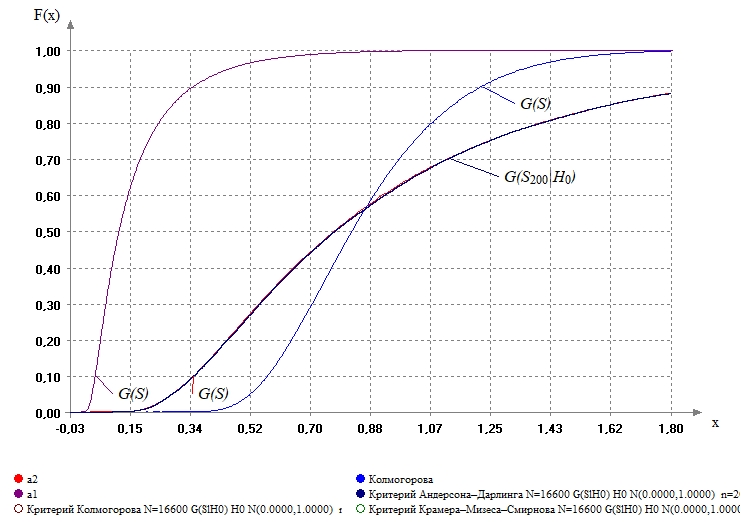 F(x)
1,00
0,90
G(S)
0,80
0,70
G(S200|H0)
0,60
0,50
0,40
0,30
0,20
0,10
G(S) G(S)
0,00
-0,03 0,15 0,34 0,52 0,70 0,88 1,07 1,25 1,43 1,62 1,80
x
a2 Колмогорова
a1 Критерий Андерсона–Дарлинга N=16600 G(S|H0) H0 N(0.0000,1.0000) n=2
Критерий Колмогорова N=16600 G(S|H0) H0 N(0.0000,1.0000) Критерий Крамера–Мизеса–Смирнова N=16600 G(S|H0) H0 N(0.0000,1.0000